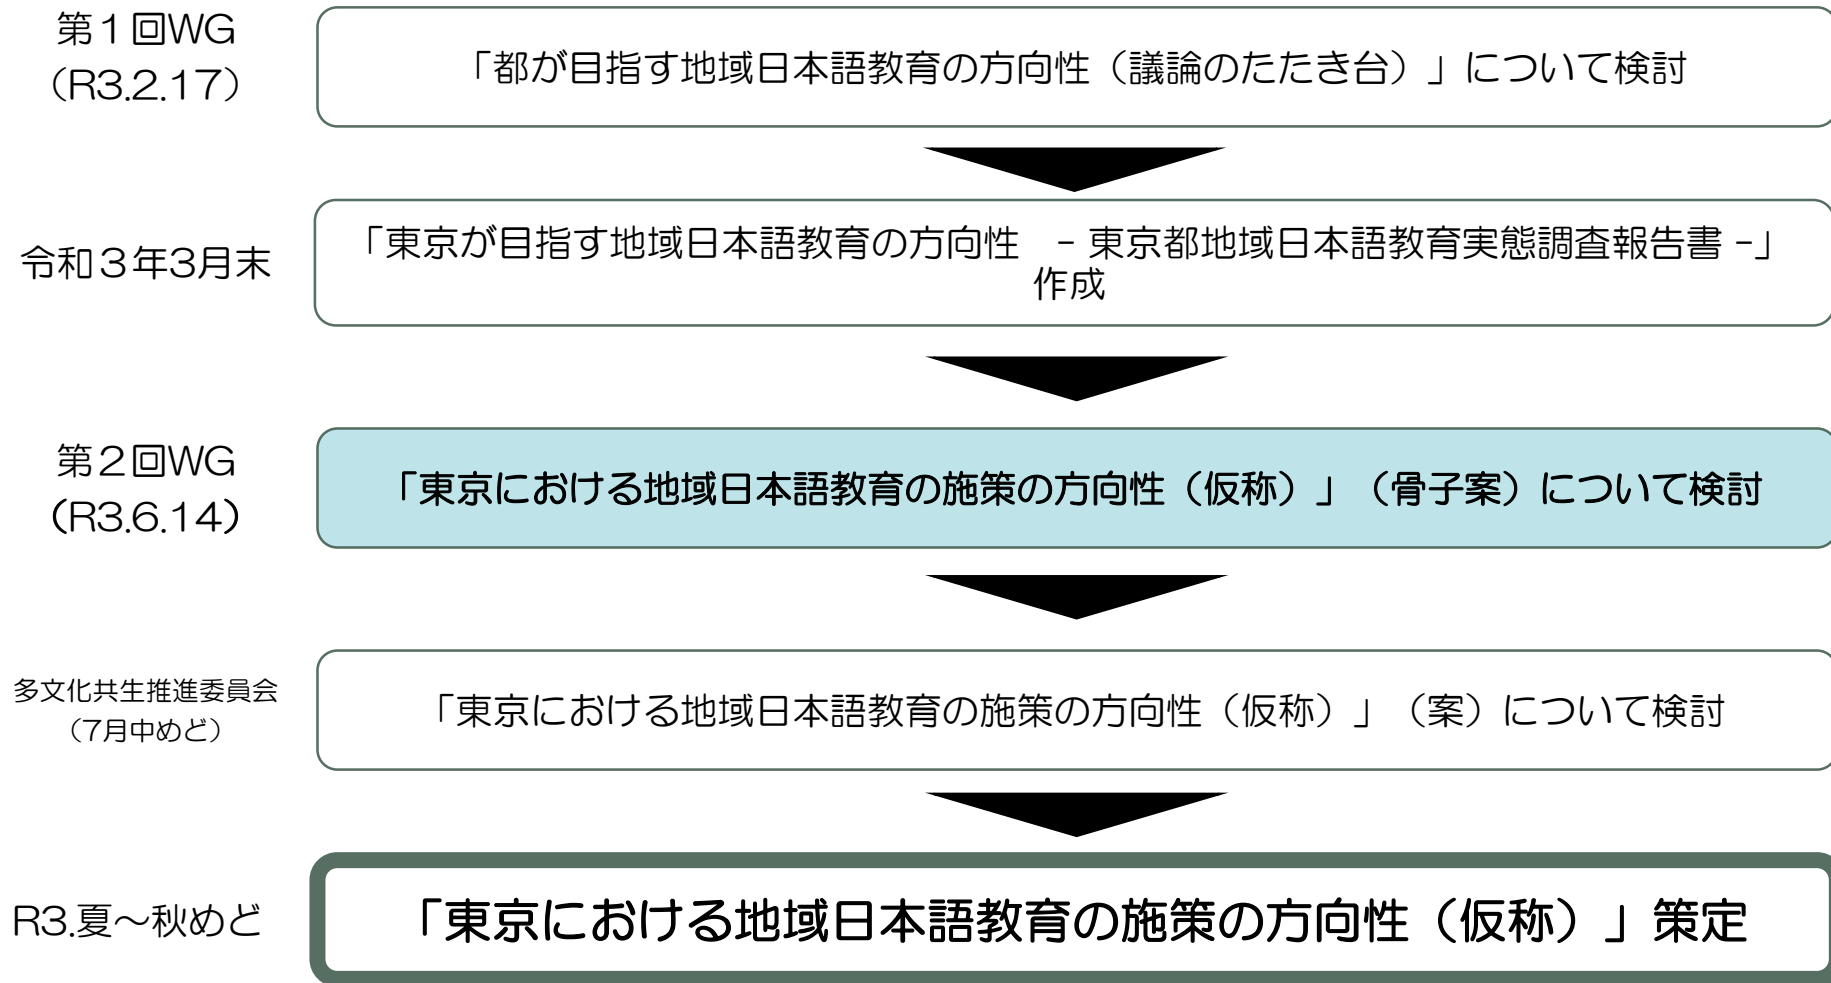 第１回WG
（R3.2.17）
「都が目指す地域日本語教育の方向性（議論のたたき台）」について検討
令和３年3月末
「東京が目指す地域日本語教育の方向性　－ 東京都地域日本語教育実態調査報告書 －」
作成
第２回WG
（R3.6.14）
「東京における地域日本語教育の施策の方向性（仮称）」（骨子案）について検討
多文化共生推進委員会
（7月中めど）
「東京における地域日本語教育の施策の方向性（仮称）」（案）について検討
R3.夏～秋めど
「東京における地域日本語教育の施策の方向性（仮称）」策定